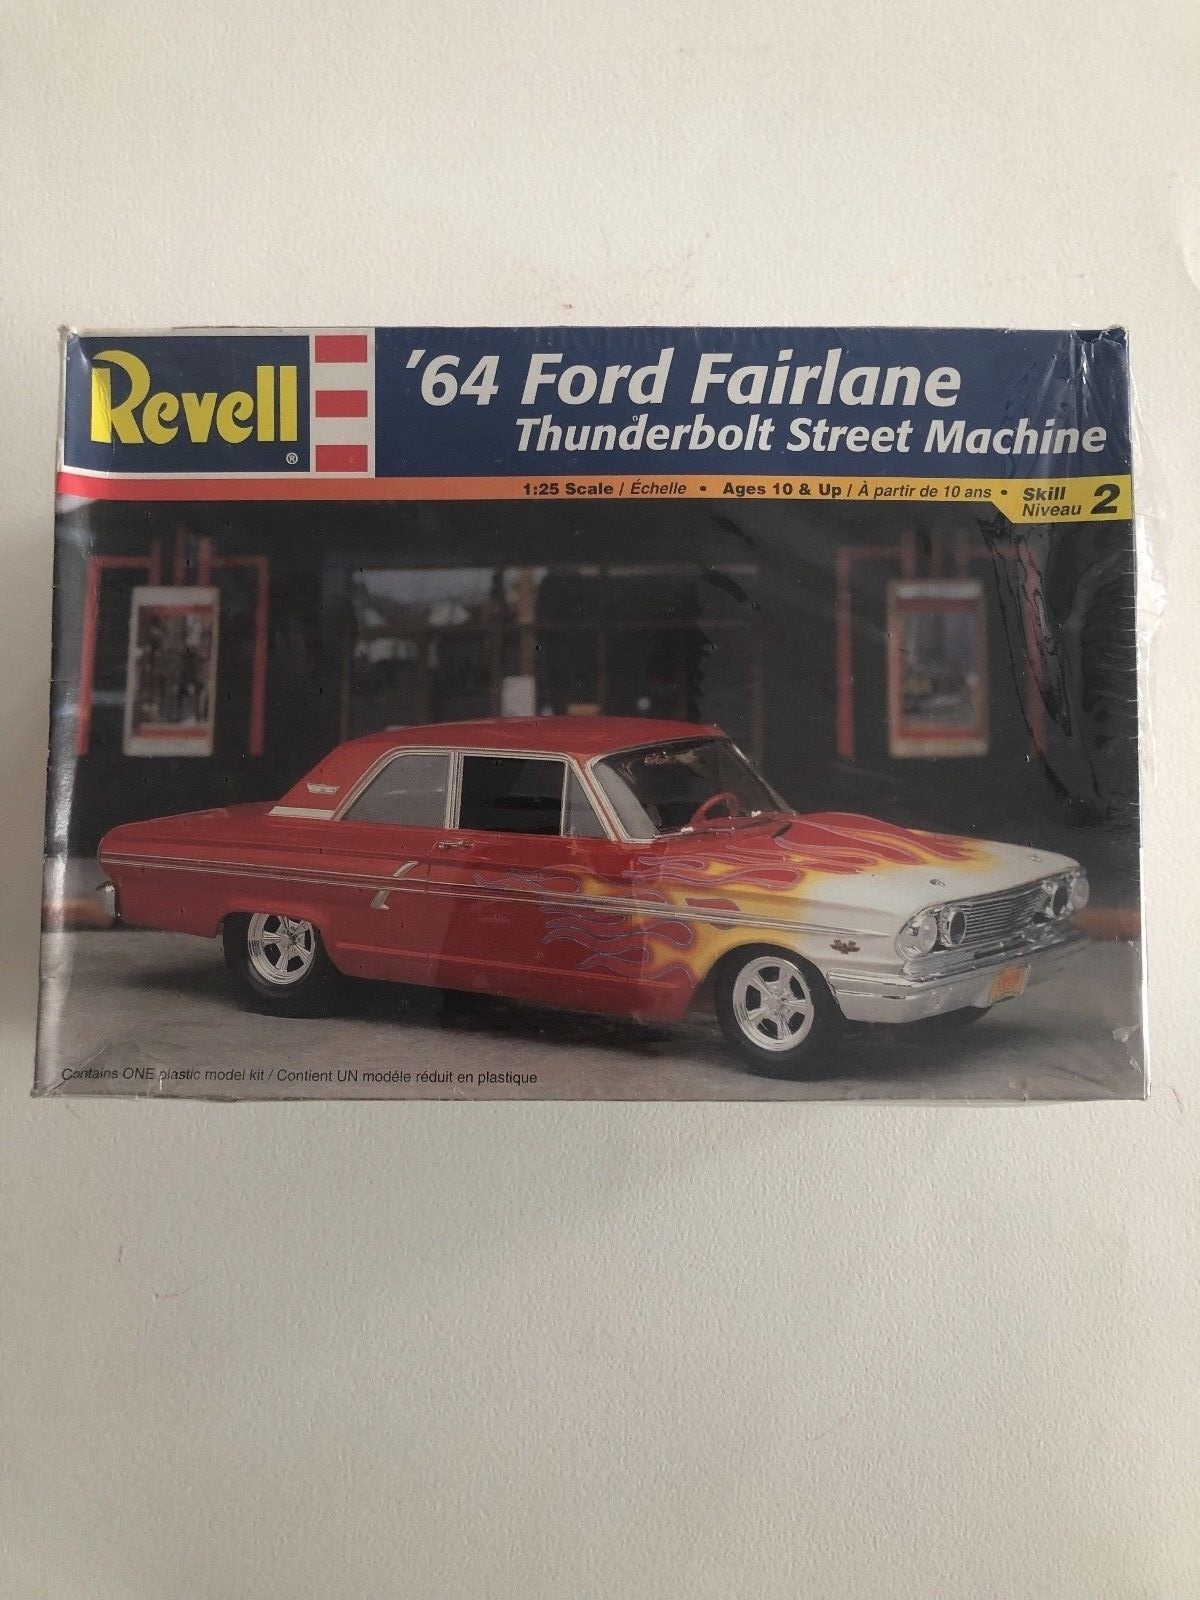 Revell
®
'64 Ford Fairlane
Thunderbolt Street Machine
1:25 Scale / Échelle • Ages 10 & Up / À partir de 10 ans •
Skill
Niveau 2
Contains ONE plastic model kit / Contient UN modéle réduit en plastique